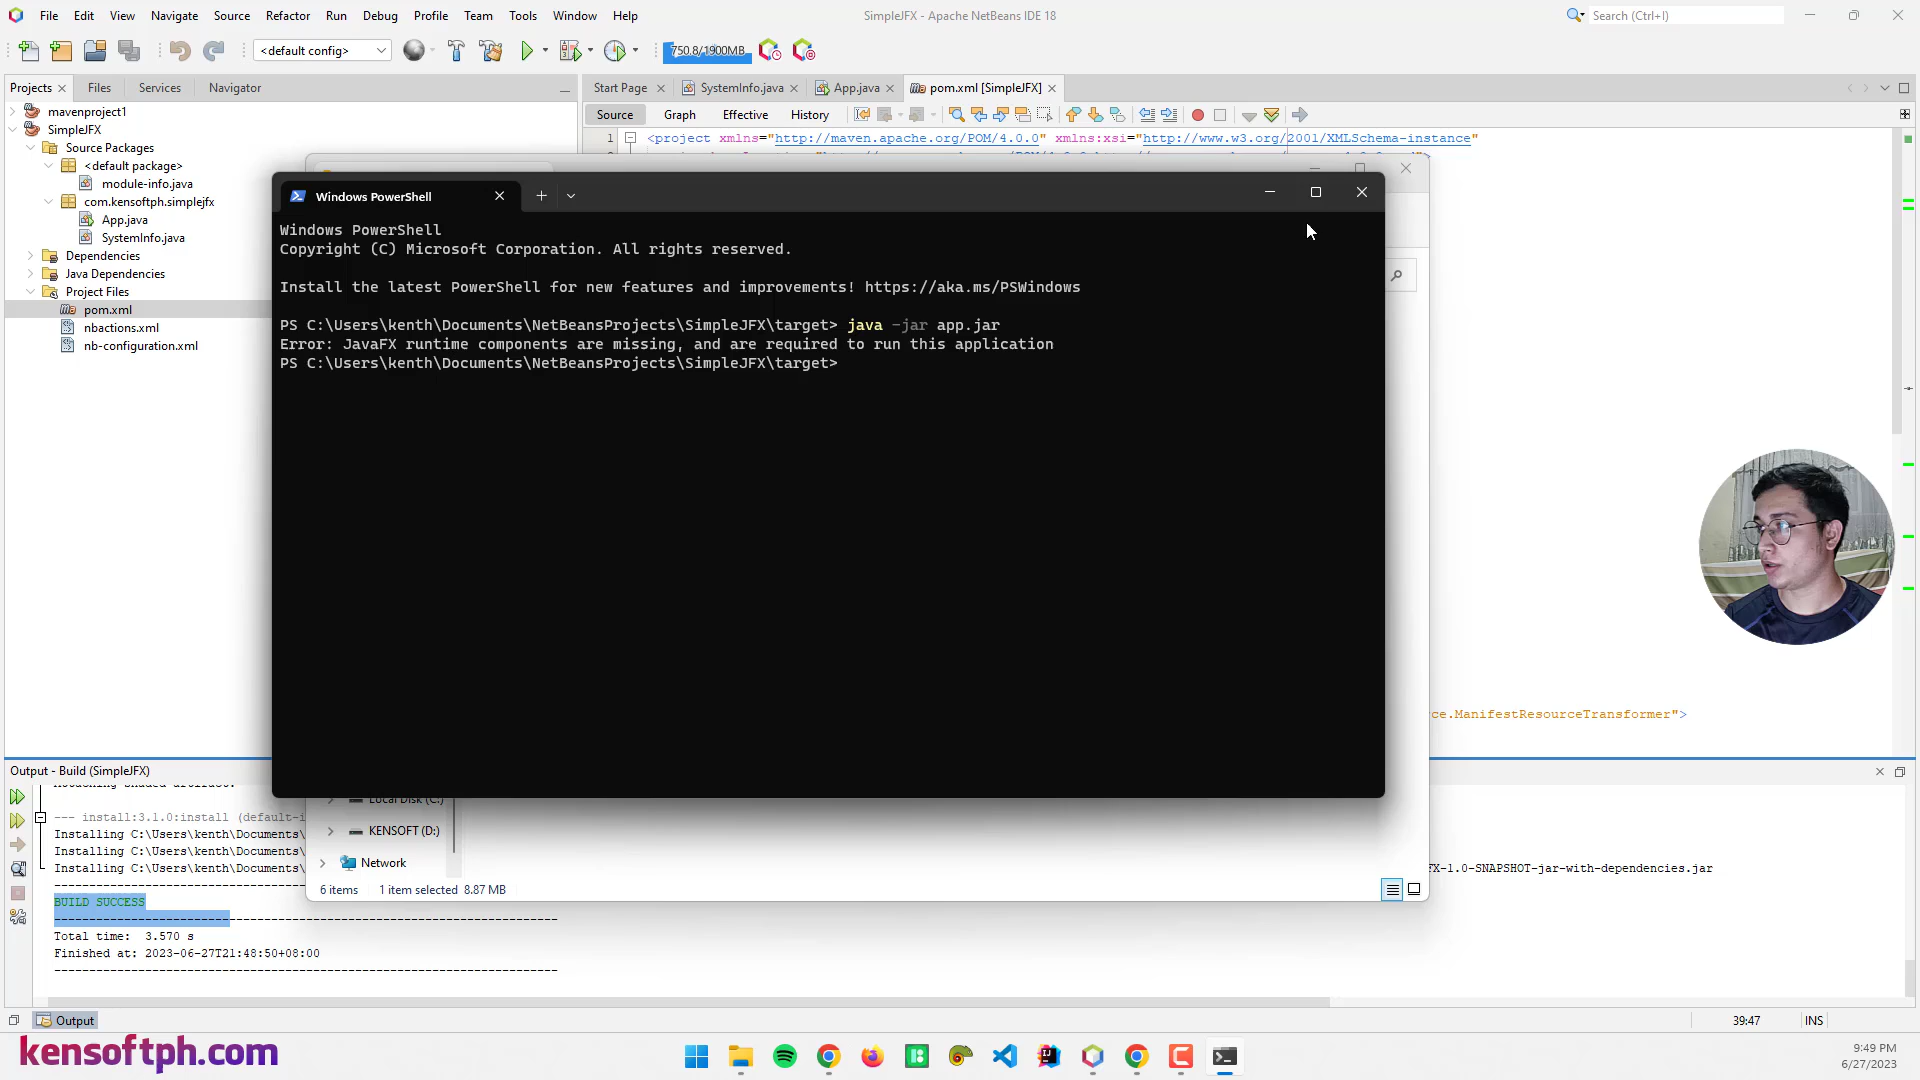 File Edit View Navigate Source Refactor Run Debug Profile Team Tools Window Help
SimpleJFX - Apache NetBeans IDE 18
Search (Ctrl+I)
<default config>
750.8/1900MB
Projects Files Services Navigator
Start Page SystemInfo.java App.java pom.xml [SimpleJFX]
Source Graph Effective History
mavenproject1
SimpleJFX
Source Packages
<default package>
module-info.java
com.kensoftph.simplejfx
App.java
SystemInfo.java
Dependencies
Java Dependencies
Project Files
pom.xml
nbactions.xml
nb-configuration.xml
1 <project xmlns="http://maven.apache.org/POM/4.0.0" xmlns:xsi="http://www.w3.org/2001/XMLSchema-instance"
Windows PowerShell
Windows PowerShell
Copyright (C) Microsoft Corporation. All rights reserved.
Install the latest PowerShell for new features and improvements! https://aka.ms/PSWindows
PS C:\Users\kenth\Documents\NetBeansProjects\SimpleJFX\target> java -jar app.jar
Error: JavaFX runtime components are missing, and are required to run this application
PS C:\Users\kenth\Documents\NetBeansProjects\SimpleJFX\target>
ce.ManifestResourceTransformer">
Output - Build (SimpleJFX)
--- install:3.1.0:install (default-i
Installing C:\Users\kenth\Documents\
Installing C:\Users\kenth\Documents\
Installing C:\Users\kenth\Documents\
FX-1.0-SNAPSHOT-jar-with-dependencies.jar
BUILD SUCCESS
Total time: 3.570 s
Finished at: 2023-06-27T21:48:50+08:00
Local Disk (C:)
KENSOFT (D:)
Network
6 items 1 item selected 8.87 MB
Output
39:47 INS
kensoftph.com
9:49 PM
6/27/2023